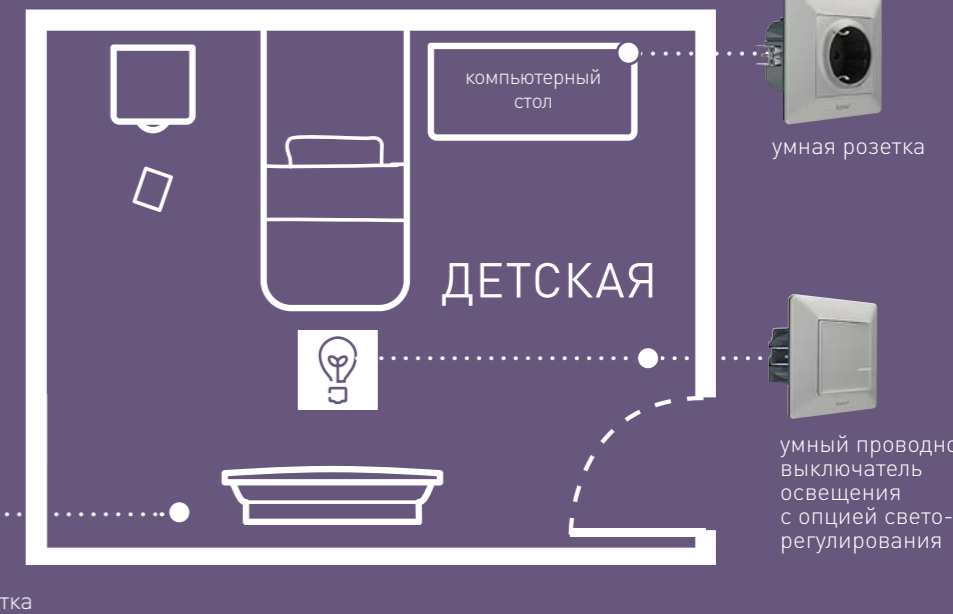 компьютерный
стол
умная розетка
ДЕТСКАЯ
умный проводно
выключатель
освещения
с опцией свето-
регулирования
тка